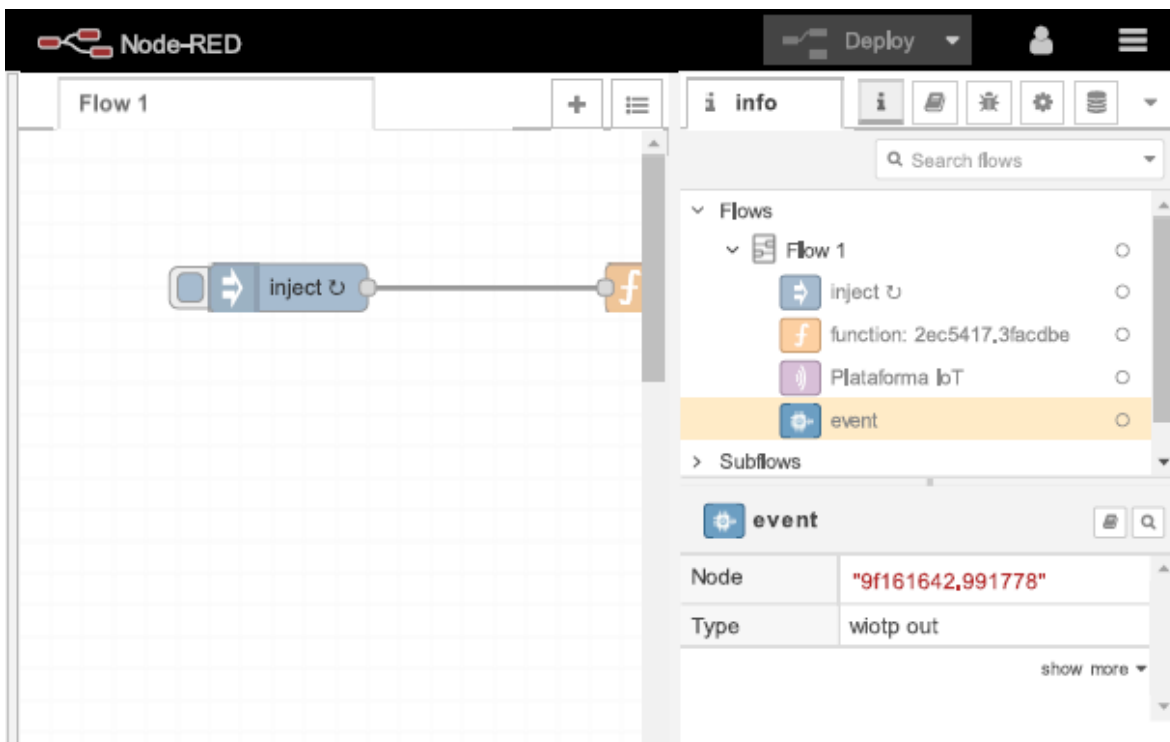 Node-RED
Deploy
Flow 1
info
Search flows
Flows
Flow 1
inject ↻
inject ↻
function: 2ec5417.3facdbe
Plataforma IoT
event
Subflows
event
Node "9f161642.991778"
Type wiotp out
show more